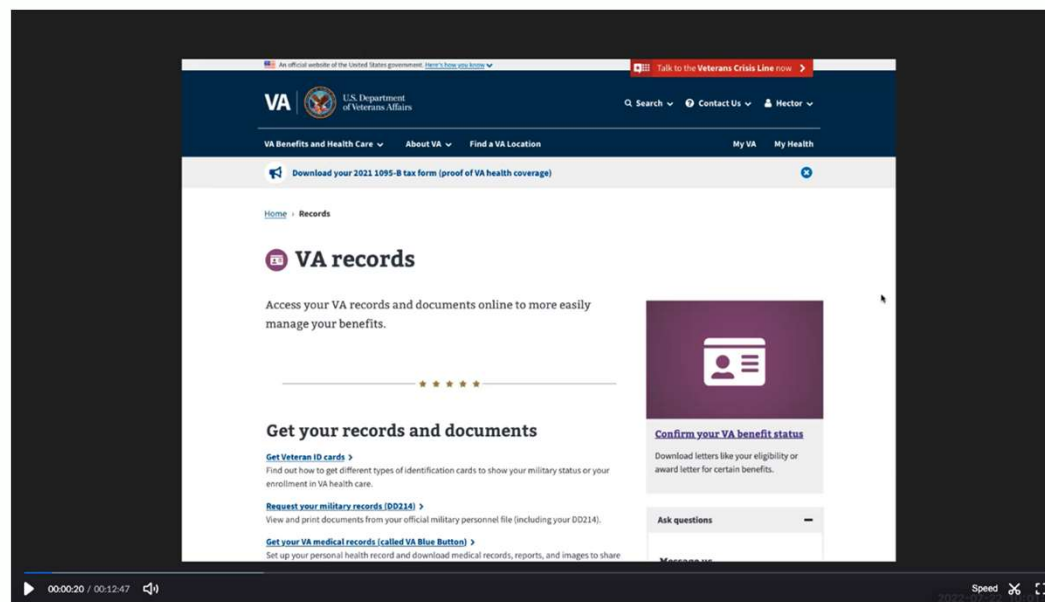 An official website of the United States government. Here's how you know
Talk to the Veterans Crisis Line now
VA
U.S. Department
of Veterans Affairs
Search
Contact Us
Hector
VA Benefits and Health Care
About VA
Find a VA Location
My VA
My Health
Download your 2021 1095-B tax form (proof of VA health coverage)
Home › Records
VA records
Access your VA records and documents online to more easily
manage your benefits.
Get your records and documents
Get Veteran ID cards
Find out how to get different types of identification cards to show your military status or your
enrollment in VA health care.
Request your military records (DD214)
View and print documents from your official military personnel file (including your DD214).
Get your VA medical records (called VA Blue Button)
Set up your personal health record and download medical records, reports, and images to share
Confirm your VA benefit status
Download letters like your eligibility or
award letter for certain benefits.
Ask questions
Message us
00:00:20 / 00:12:47
Speed